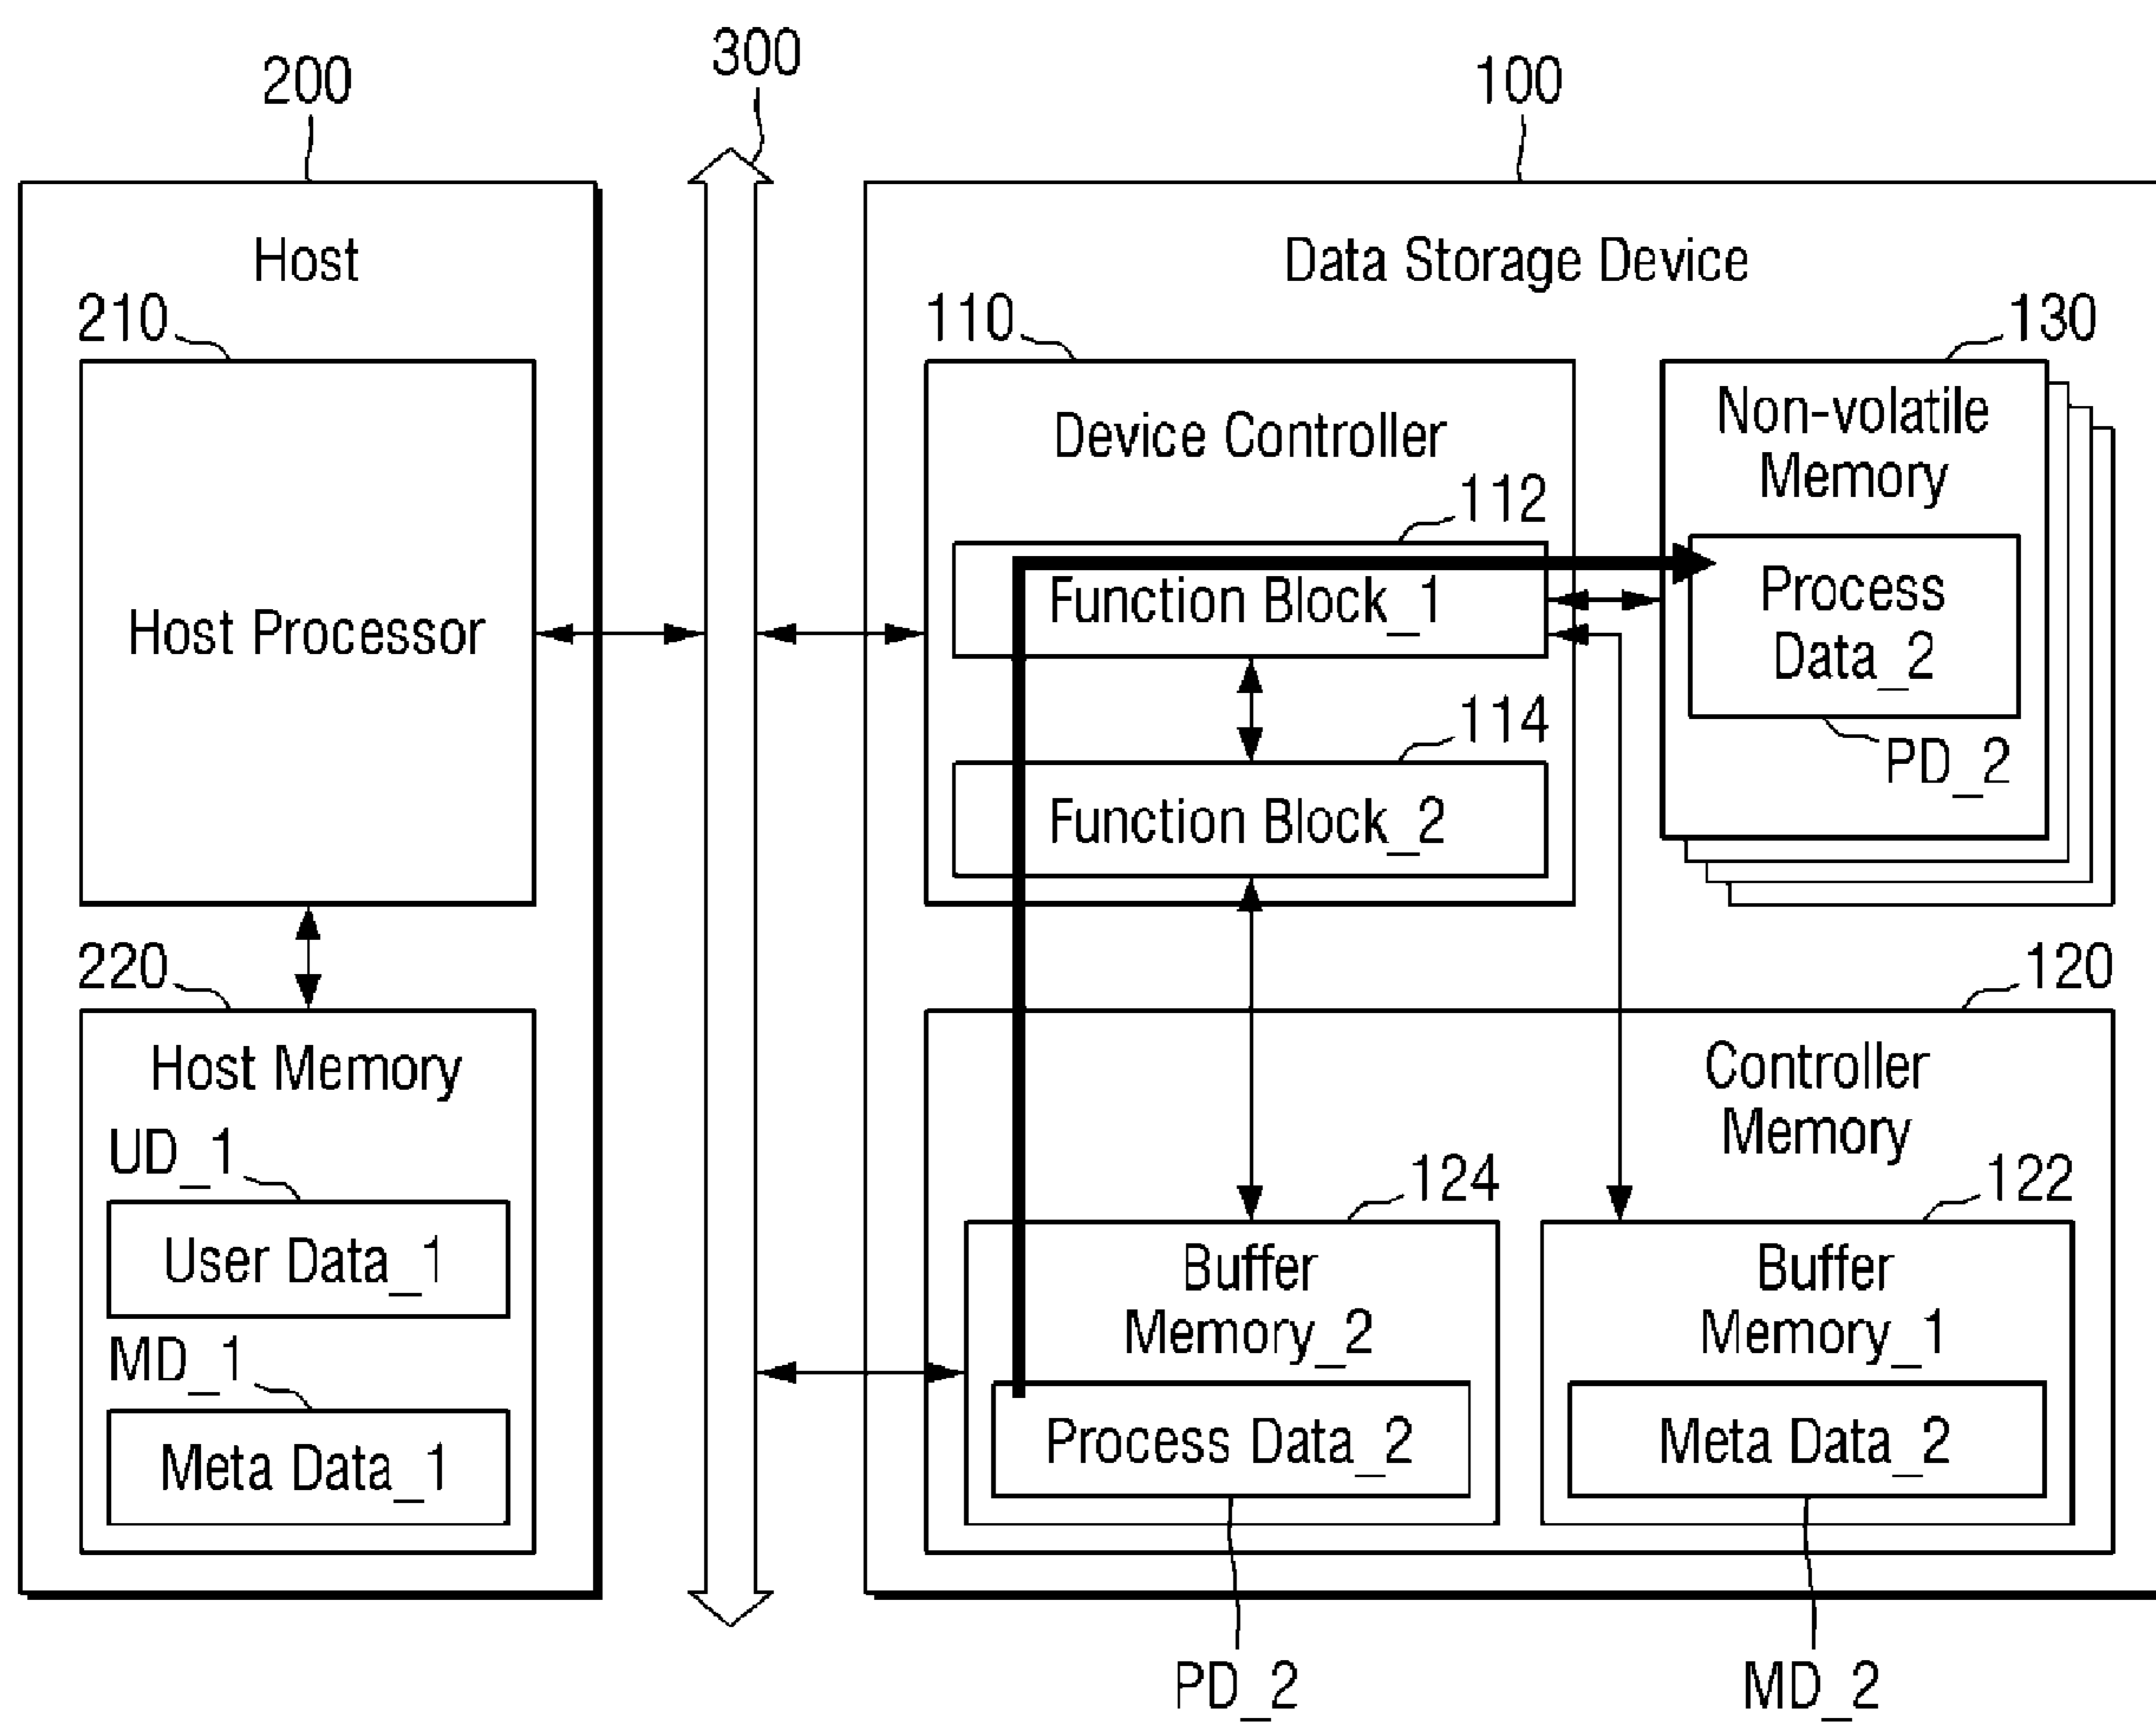 300
200
100
Host
Data Storage Device
210
110
130
Host Processor
Device Controller
Non-volatile
Memory
112
Function Block_1
Process
Data_2
114
PD_2
Function Block_2
220
120
Host Memory
Controller
Memory
UD_1
124
122
User Data_1
Buffer
Memory_2
Buffer
Memory_1
MD_1
Meta Data_1
Process Data_2
Meta Data_2
PD_2
MD_2